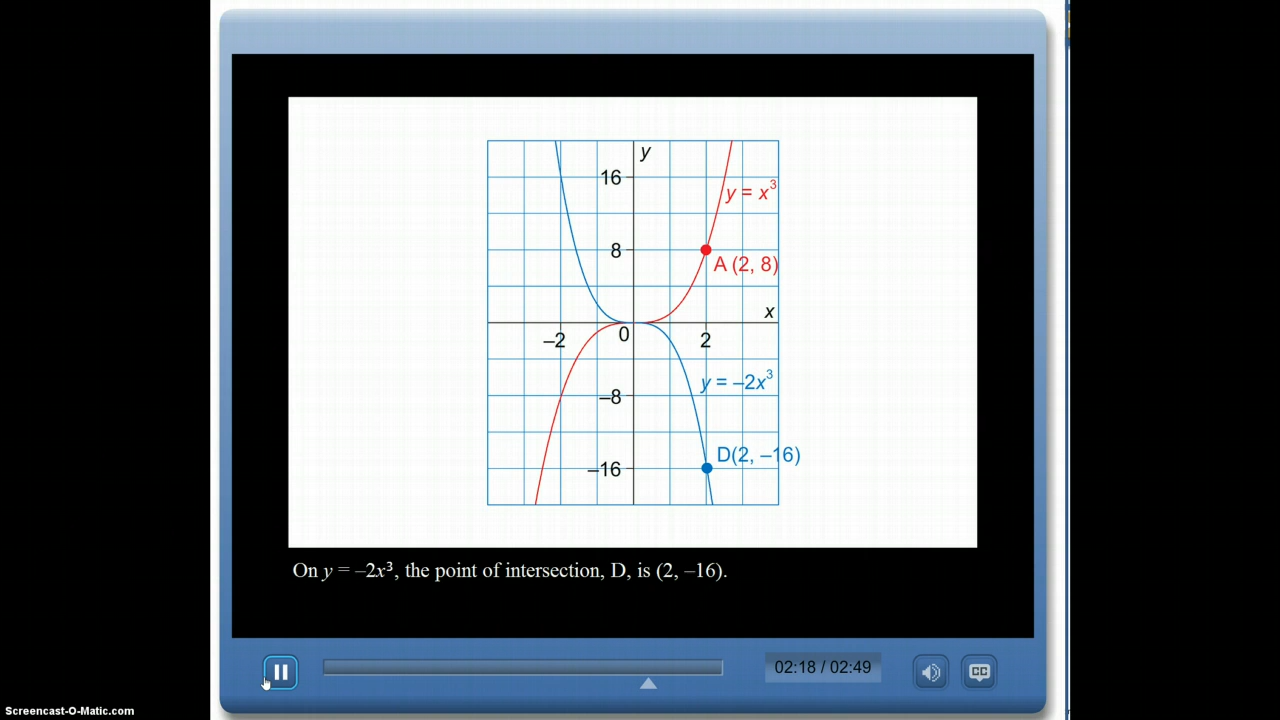 y
16
y = x³
8
A (2, 8)
x
–2
0
2
y = –2x³
–8
D(2, –16)
–16
On y = –2x³, the point of intersection, D, is (2, –16).
02:18 / 02:49
CC
Screencast-O-Matic.com